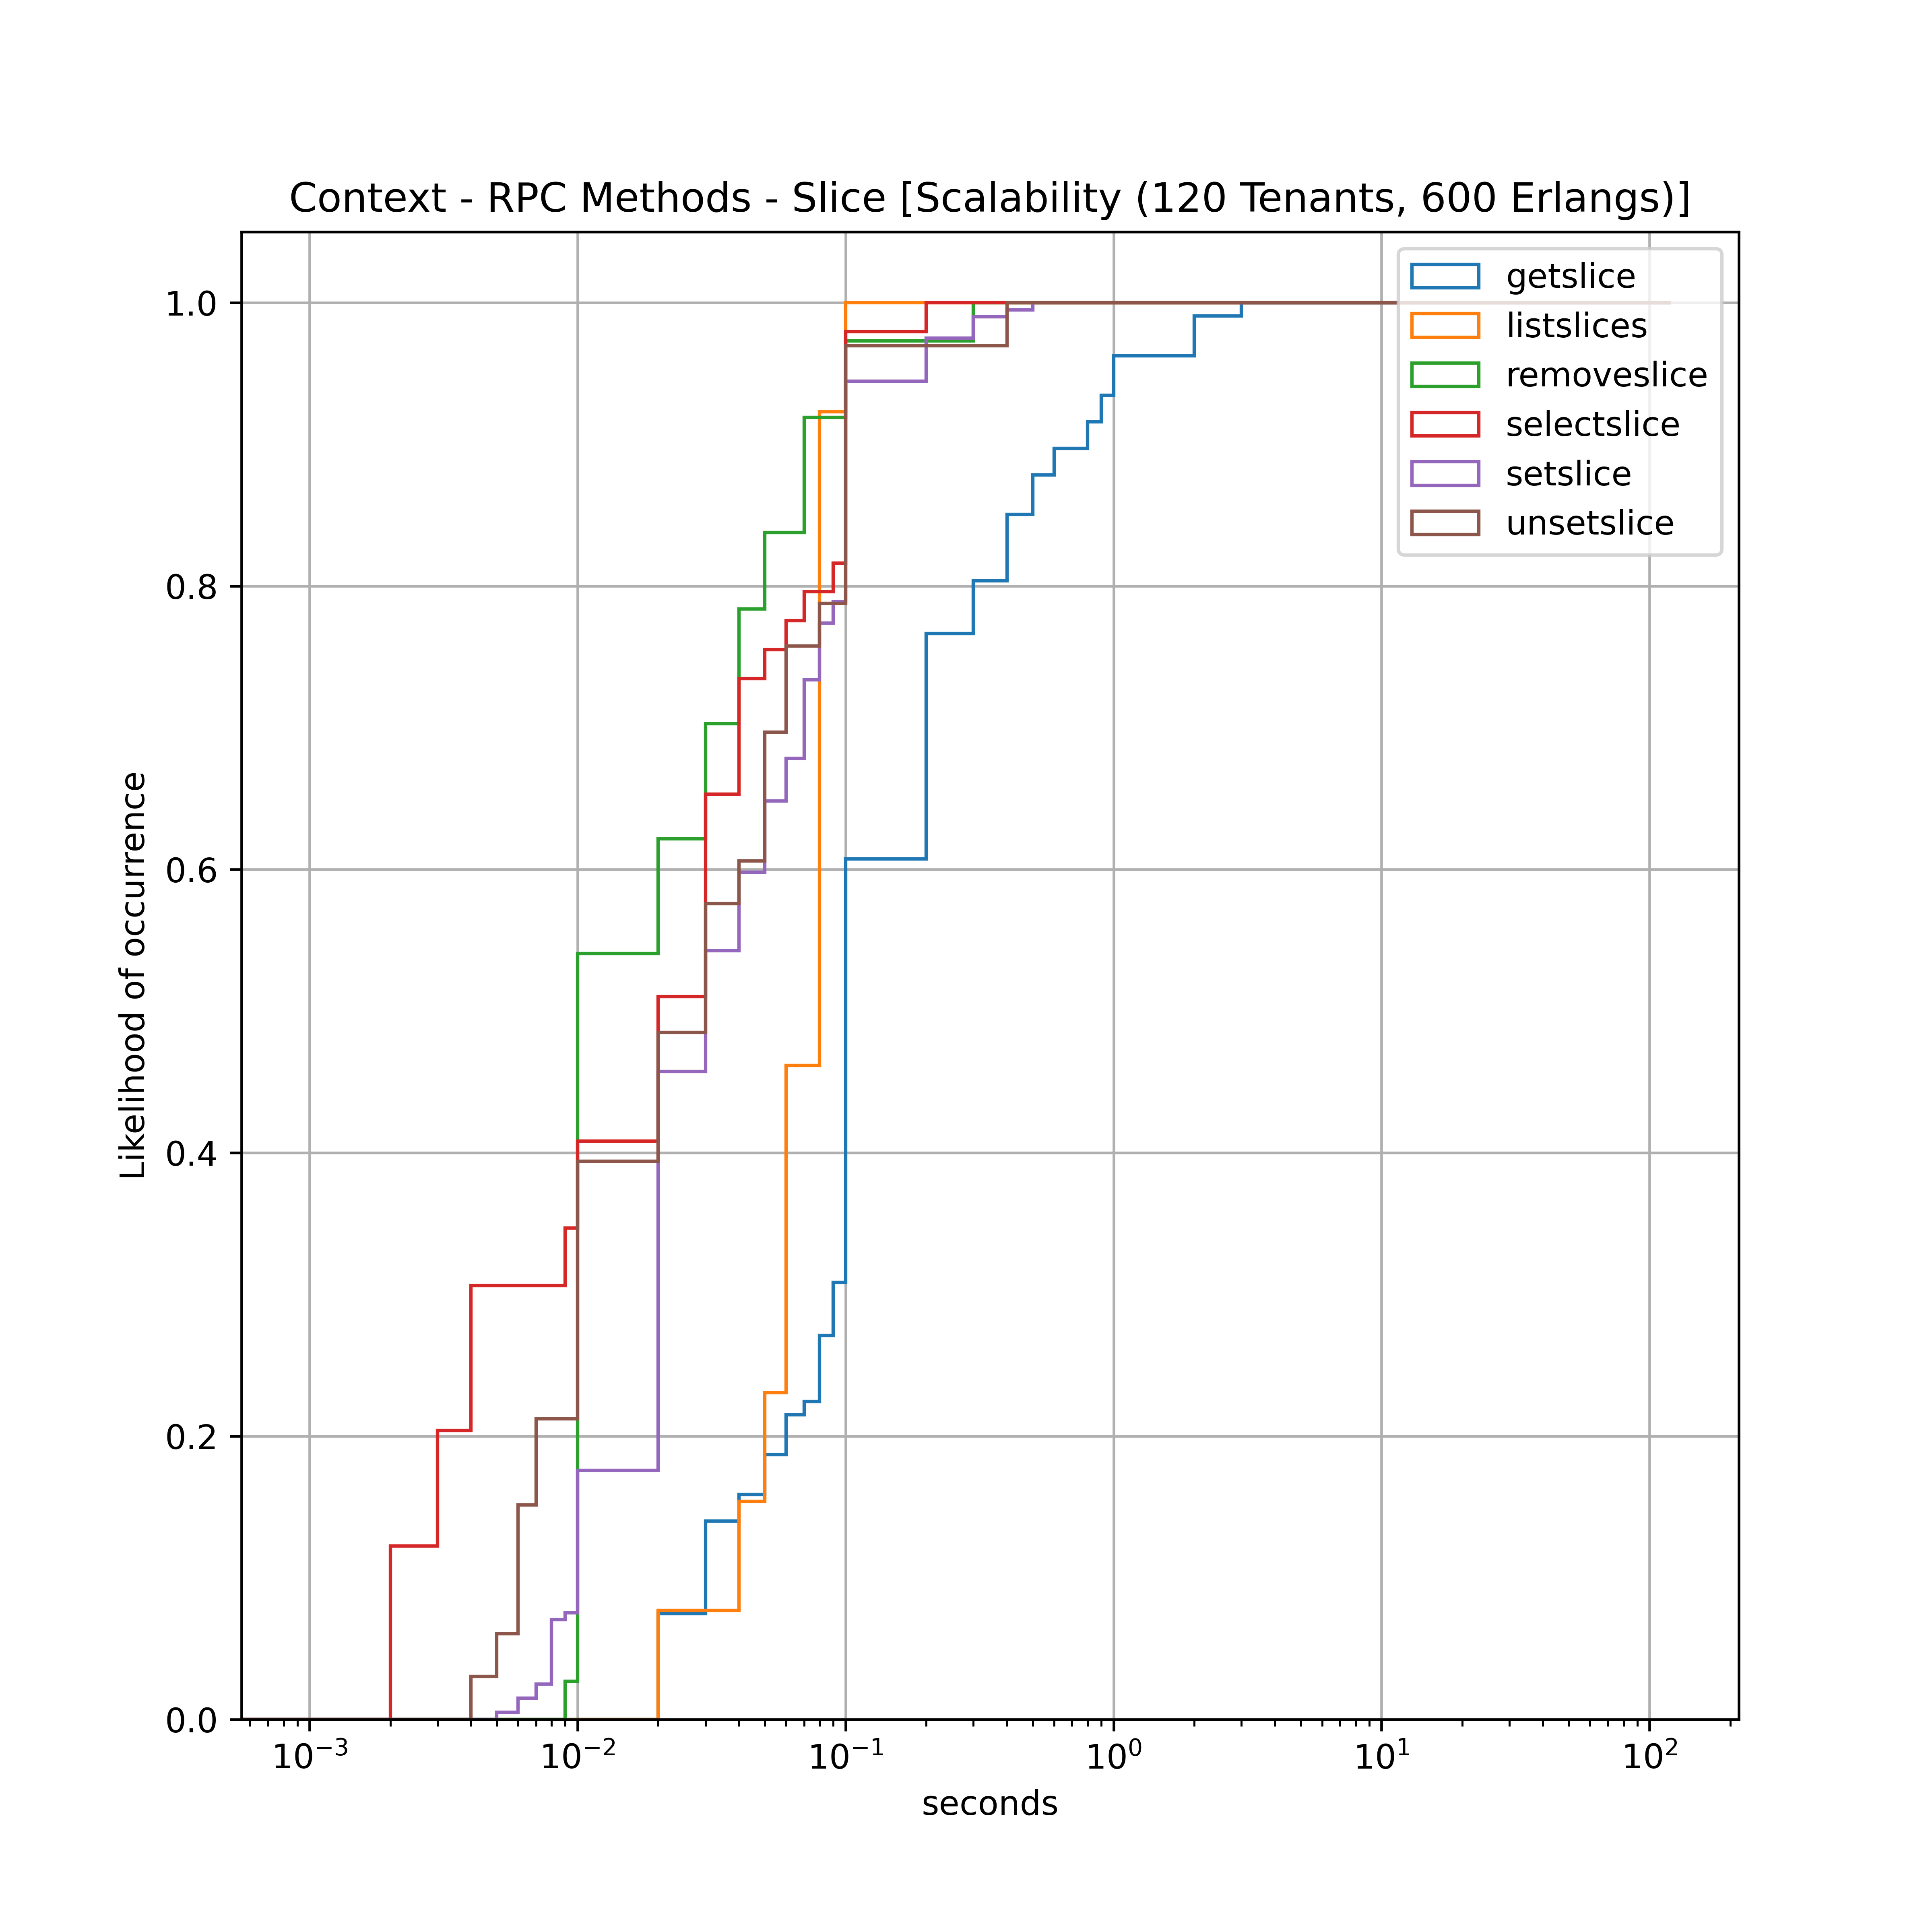 Context - RPC Methods - Slice [Scalability (120 Tenants, 600 Erlangs)]
getslice
listslices
removeslice
selectslice
setslice
unsetslice
1.0
0.8
0.6
0.4
0.2
0.0
Likelihood of occurrence
10⁻³ 10⁻² 10⁻¹ 10⁰ 10¹ 10²
seconds